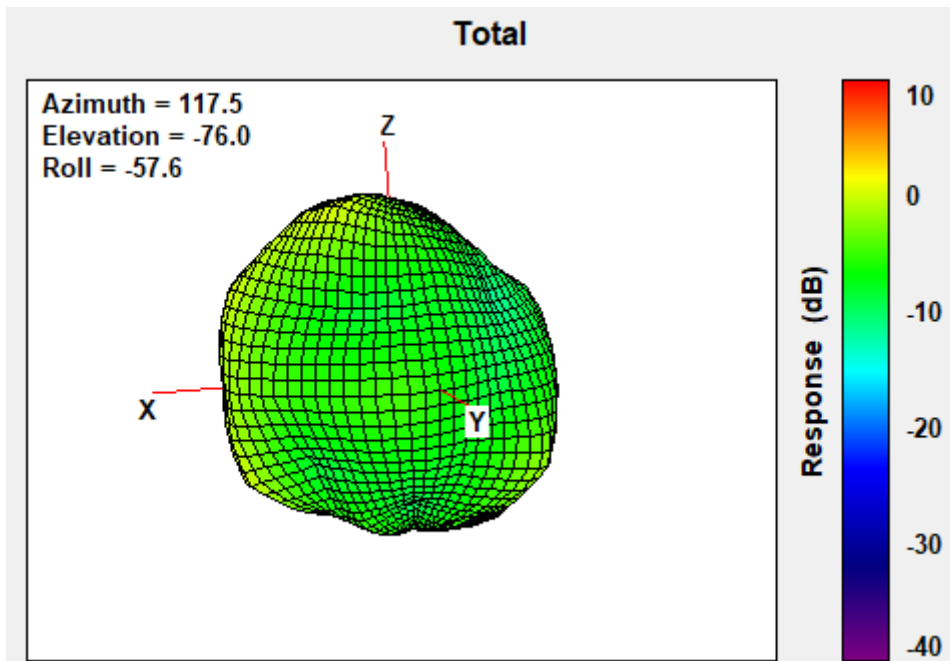 Total
Azimuth = 117.5
Elevation = -76.0
Roll = -57.6
Z
X
Y
10
0
-10
-20
-30
-40
Response (dB)